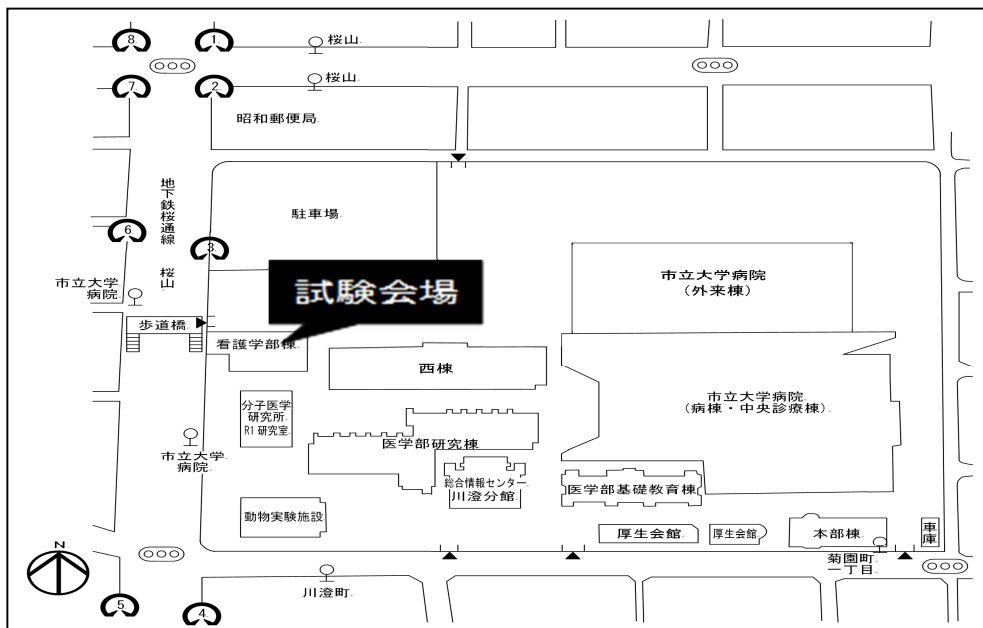 8
1
桜山
7
2
桜山
昭和郵便局
地下鉄桜通線 桜山
駐車場
6
3
試験会場
市立大学病院
(外来棟)
市立大学
病院
歩道橋
看護学部棟
西棟
市立大学病院
(病棟・中央診療棟)
分子医学
研究所
RI研究室
医学部研究棟
市立大学
病院
総合情報センター
川澄分館
医学部基礎教育棟
動物実験施設
厚生会館
厚生会館
本部棟
車庫
N
菊園町
一丁目
川澄町
5
4